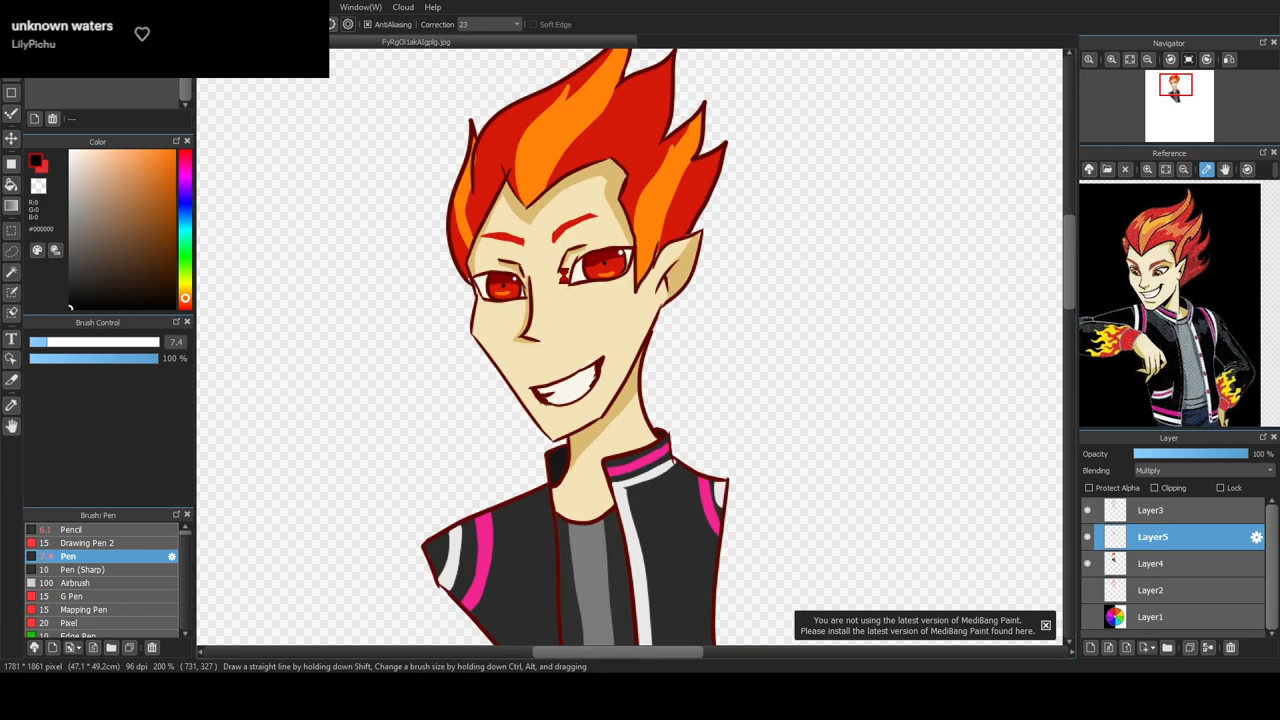 unknown waters
LilyPichu
Window(W) Cloud Help
AntiAliasing Correction 23 Soft Edge
FyRgOi1akAIgplg.jpg
Navigator
---
Color
R:0
G:0
B:0
#000000
Reference
Brush Control
7.4
100 %
Layer
Opacity 100 %
Blending Multiply
Protect Alpha Clipping Lock
Layer3
Layer5
Layer4
Layer2
Layer1
Brush: Pen
6.1 Pencil
15 Drawing Pen 2
7.4 Pen
10 Pen (Sharp)
100 Airbrush
15 G Pen
15 Mapping Pen
20 Pixel
10 Edge Pen
You are not using the latest version of MediBang Paint.
Please install the latest version of MediBang Paint found here.
1781 * 1861 pixel (47.1 * 49.2cm) 96 dpi 200 % ( 731, 327 ) Draw a straight line by holding down Shift, Change a brush size by holding down Ctrl, Alt, and dragging